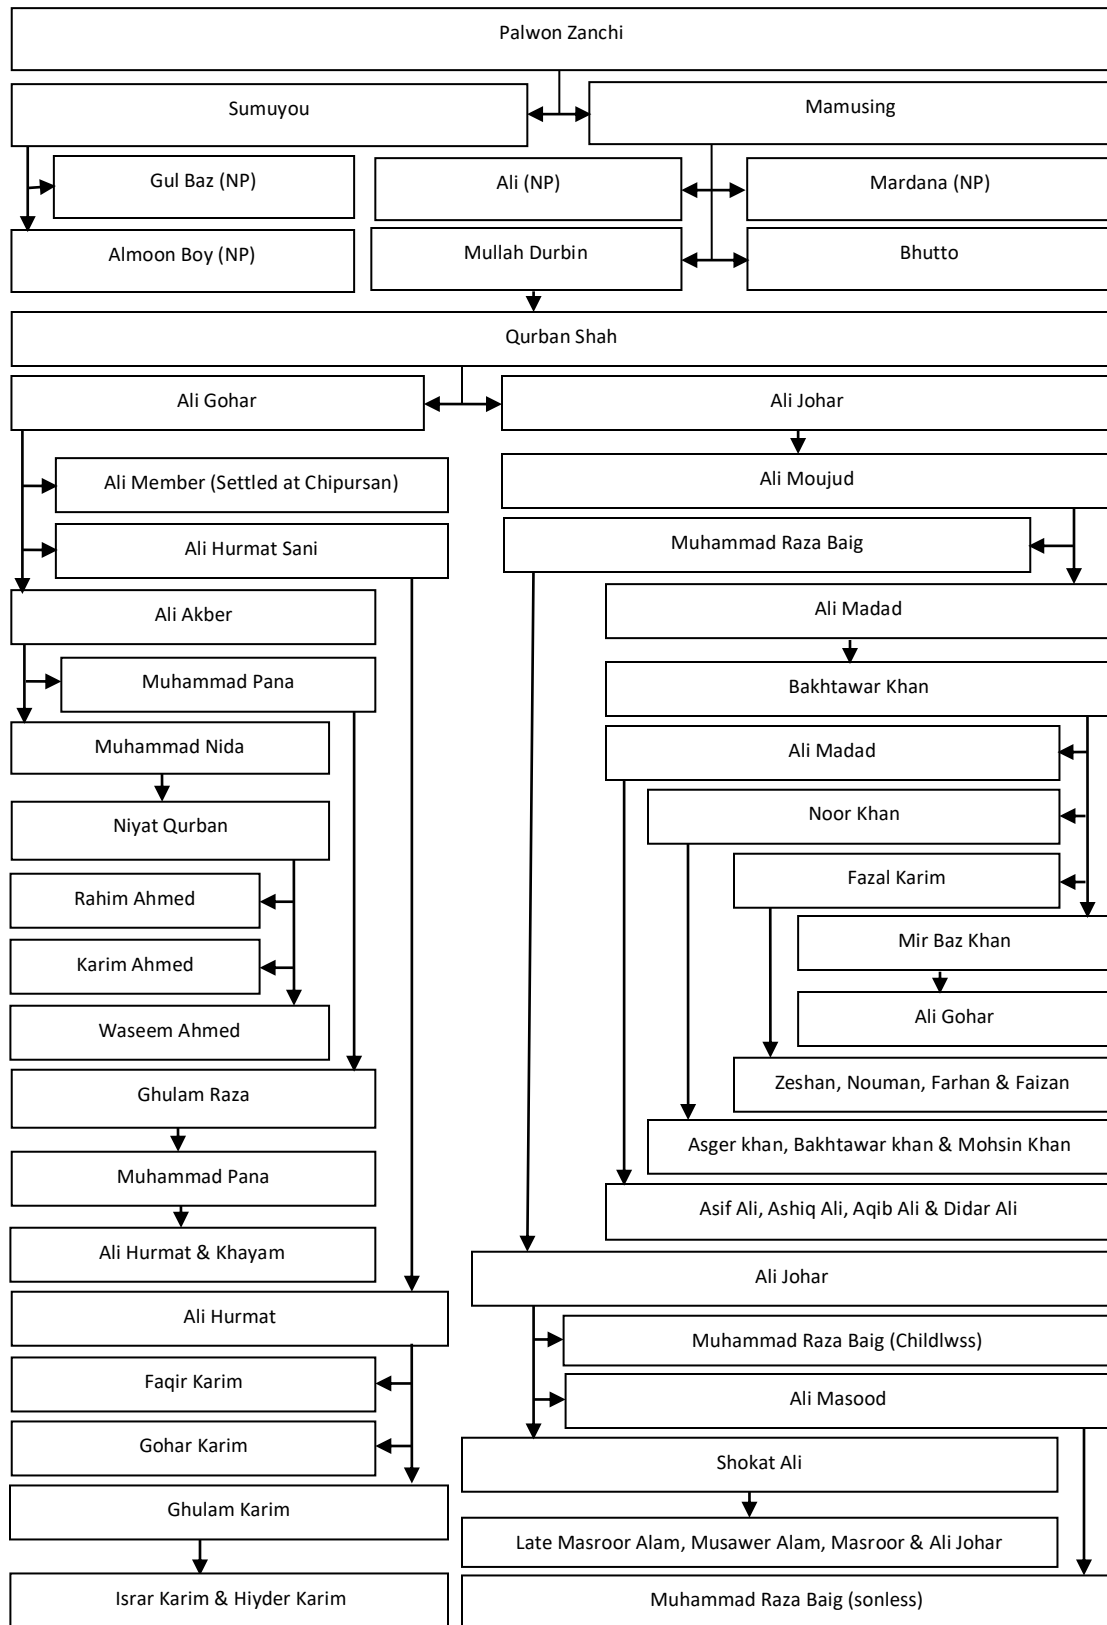 Palwon Zanchi
Sumuyou
Mamusing
Gul Baz (NP)
Ali (NP)
Mardana (NP)
Almoon Boy (NP)
Mullah Durbin
Bhutto
Qurban Shah
Ali Gohar
Ali Johar
Ali Member (Settled at Chipursan)
Ali Moujud
Ali Hurmat Sani
Muhammad Raza Baig
Ali Akber
Ali Madad
Muhammad Pana
Bakhtawar Khan
Muhammad Nida
Ali Madad
Niyat Qurban
Noor Khan
Rahim Ahmed
Fazal Karim
Karim Ahmed
Mir Baz Khan
Waseem Ahmed
Ali Gohar
Ghulam Raza
Zeshan, Nouman, Farhan & Faizan
Muhammad Pana
Asger khan, Bakhtawar khan & Mohsin Khan
Ali Hurmat & Khayam
Asif Ali, Ashiq Ali, Aqib Ali & Didar Ali
Ali Hurmat
Ali Johar
Faqir Karim
Muhammad Raza Baig (Childlwss)
Gohar Karim
Ali Masood
Ghulam Karim
Shokat Ali
Late Masroor Alam, Musawer Alam, Masroor & Ali Johar
Israr Karim & Hiyder Karim
Muhammad Raza Baig (sonless)